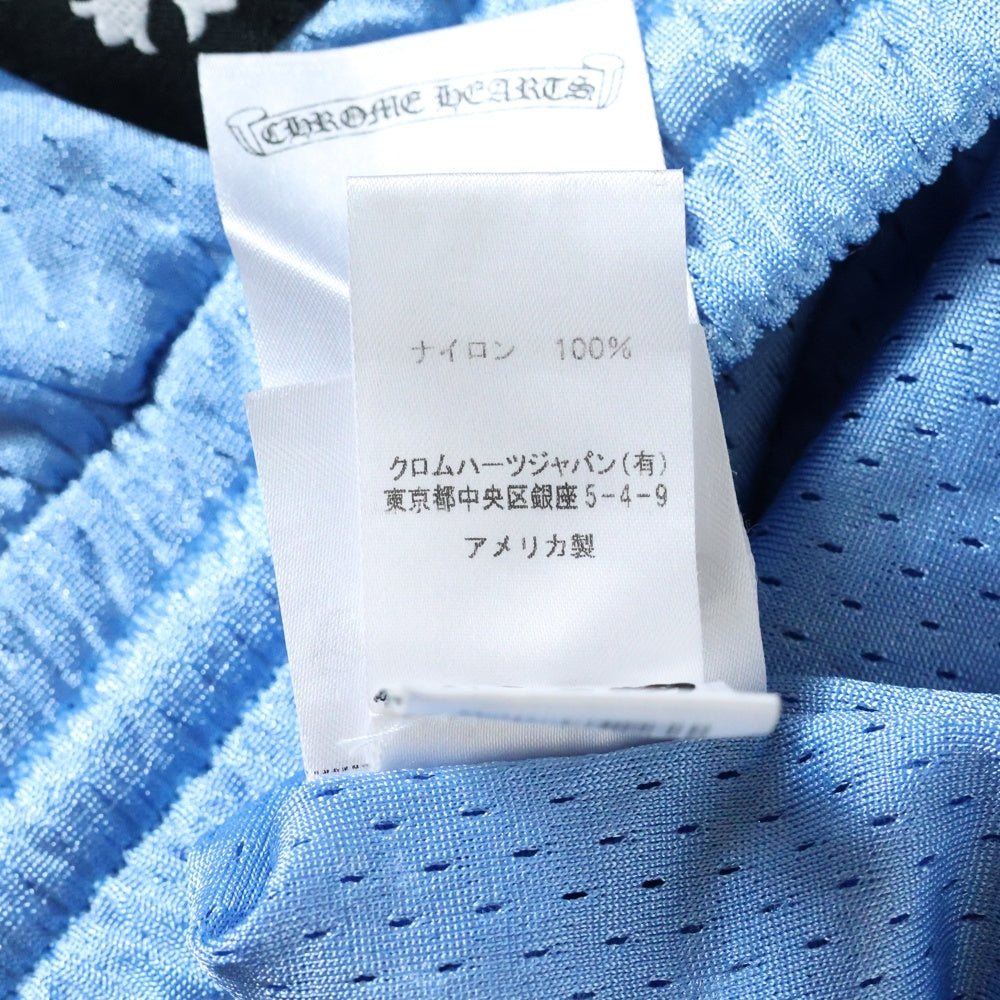 CHROME HEARTS
ナイロン 100%
クロムハーツジャパン(有)
東京都中央区銀座5-4-9
アメリカ製